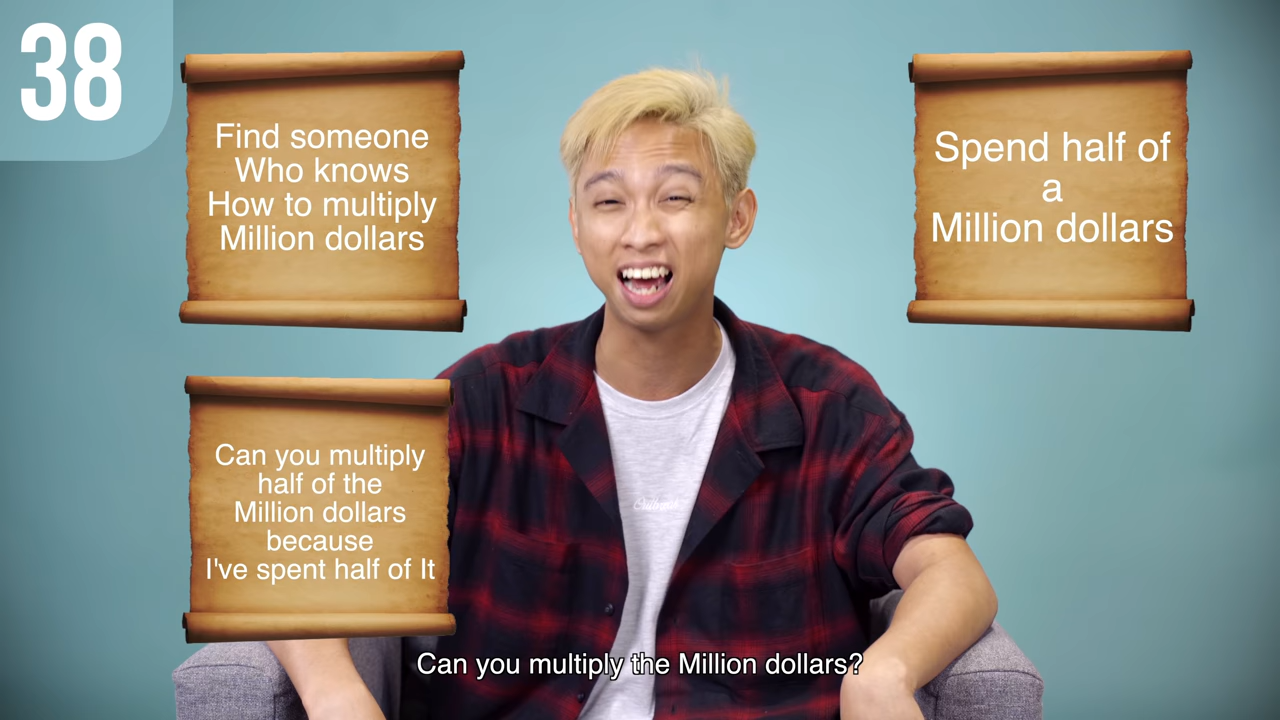 38
Find someone
Who knows
How to multiply
Million dollars
Spend half of
a
Million dollars
Can you multiply
half of the
Million dollars
because
I've spent half of It
Can you multiply the Million dollars?